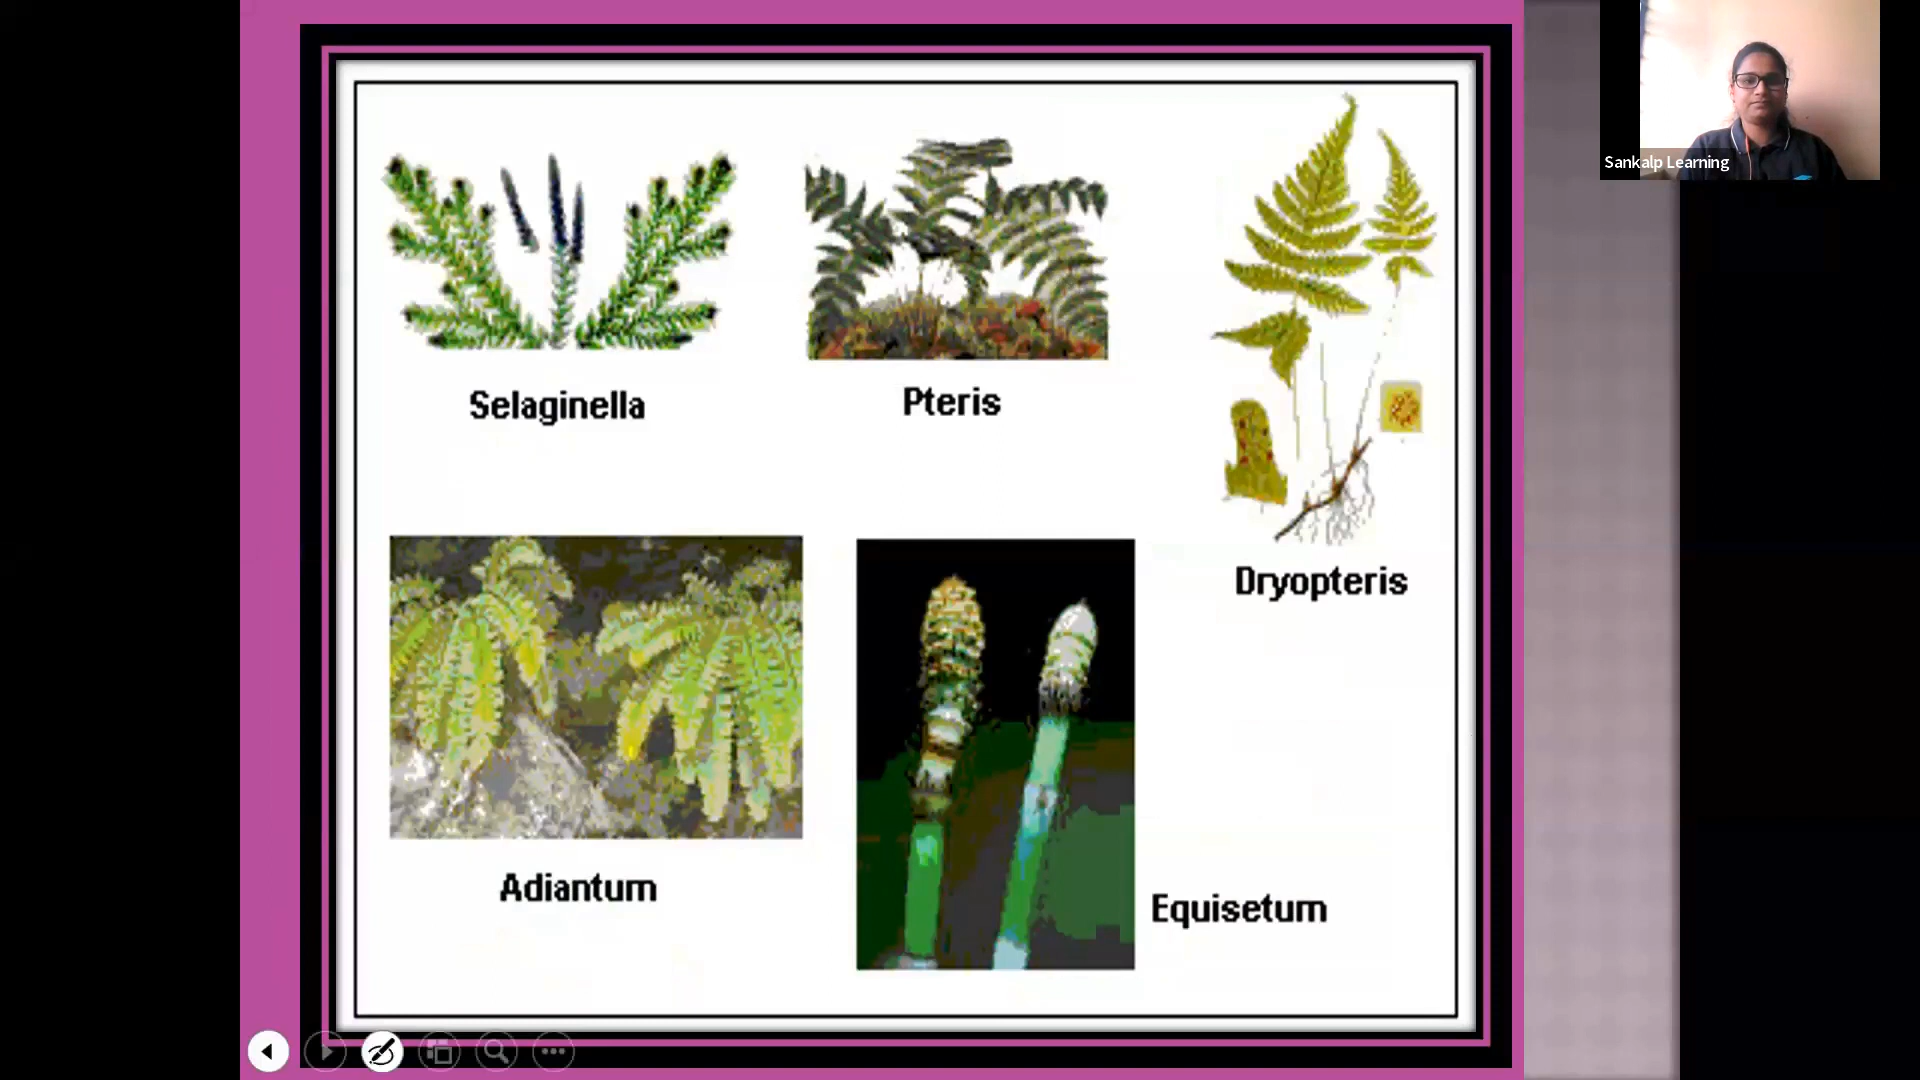 Sankalp Learning
Selaginella
Pteris
Dryopteris
Adiantum
Equisetum